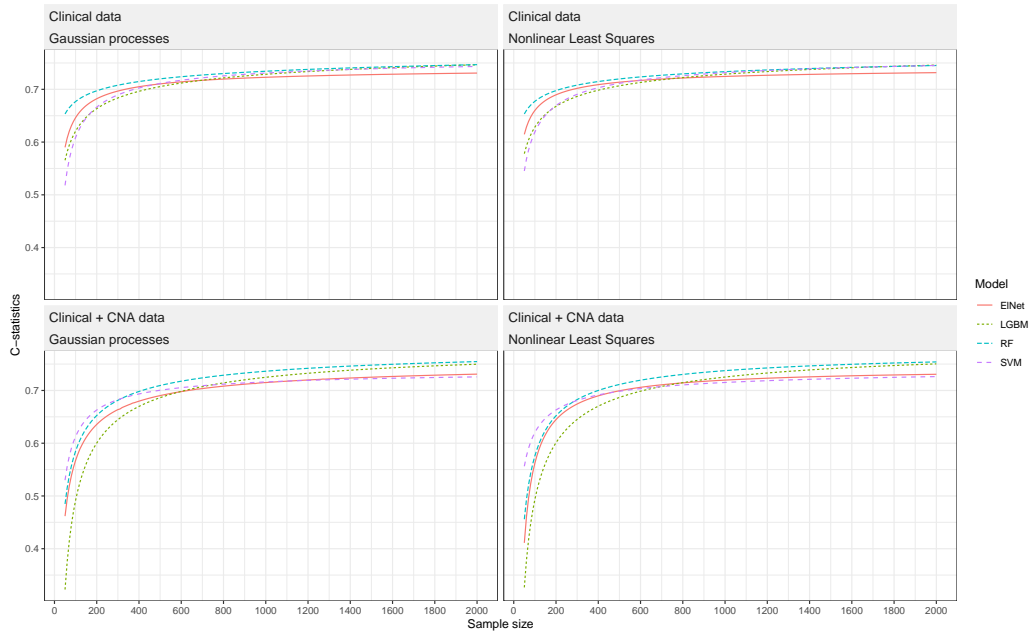 Clinical data
Gaussian processes
Clinical data
Nonlinear Least Squares
0.7
0.6
0.5
0.4
Clinical + CNA data
Gaussian processes
Clinical + CNA data
Nonlinear Least Squares
0.7
0.6
0.5
0.4
0 200 400 600 800 1000 1200 1400 1600 1800 2000
0 200 400 600 800 1000 1200 1400 1600 1800 2000
Sample size
C−statistics
Model
ElNet
LGBM
RF
SVM